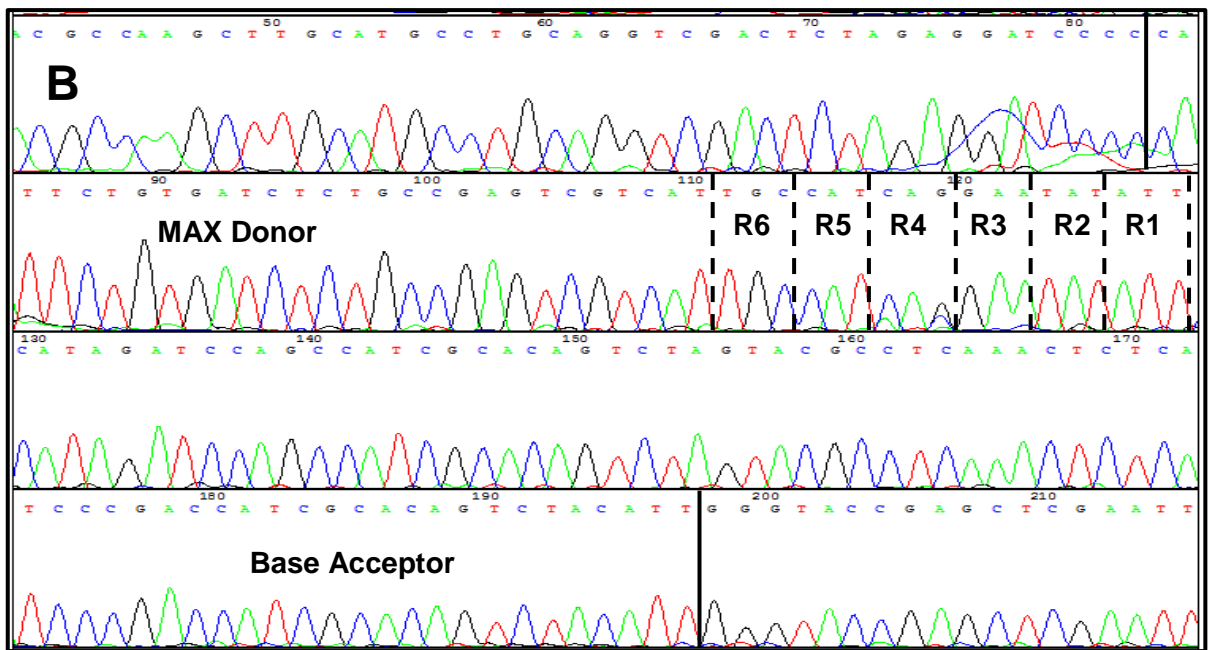 50 60 70 80
A C G C C A A G C T T G C A T G C C T G C A G G T C G A C T C T A G A G G A T C C C C C A
B
90 100 110 120
T T C T G T G A T C T C T G C C G A G T C G T C A T T G C C A T C A G G A A T A T A T T
MAX Donor R6 R5 R4 R3 R2 R1
130 140 150 160 170
C A T A G A T C C A G C C A T C G C A C A G T C T A G T A C G C C T C A A A C T C T C A
180 190 200 210
T C C C G A C C A T C G C A C A G T C T A C A T T G G G T A C C G A G C T C G A A T T
Base Acceptor